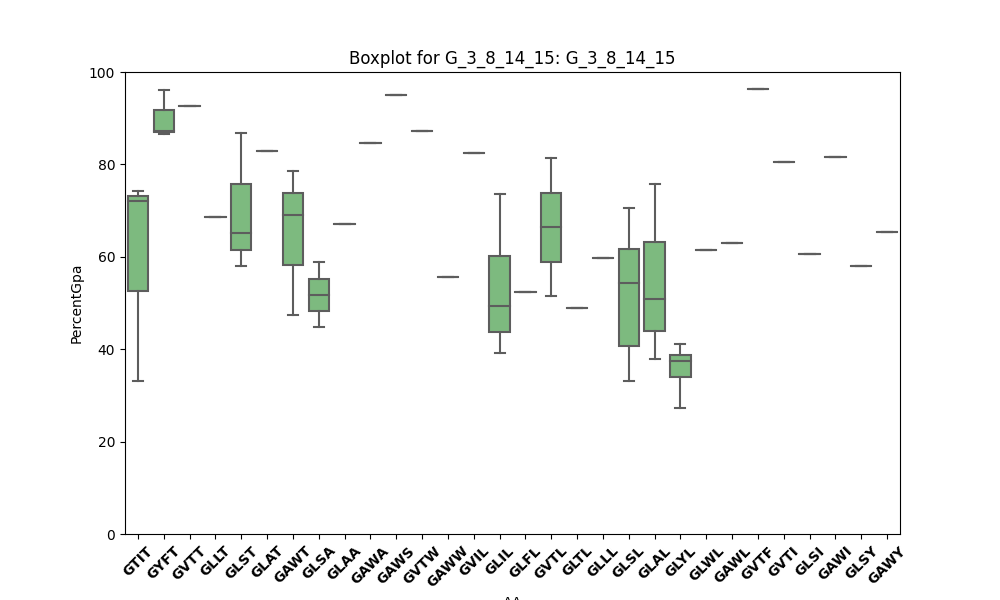 Boxplot for G_3_8_14_15: G_3_8_14_15
100
80
60
40
20
0
PercentGpa
GTIT GYFT GVTT GLLT GLST GLAT GAWT GLSA GLAA GAWA GAWS GVTW GAWW GVIL GLIL GLFL GVTL GLTL GLLL GLSL GLAL GLYL GLWL GAWL GVTF GVTI GLSI GAWI GLSY GAWY